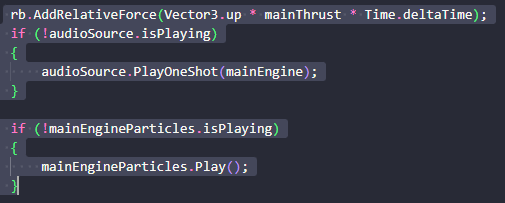 rb.AddRelativeForce(Vector3.up * mainThrust * Time.deltaTime);
if (!audioSource.isPlaying)
{
    audioSource.PlayOneShot(mainEngine);
}

if (!mainEngineParticles.isPlaying)
{
    mainEngineParticles.Play();
}